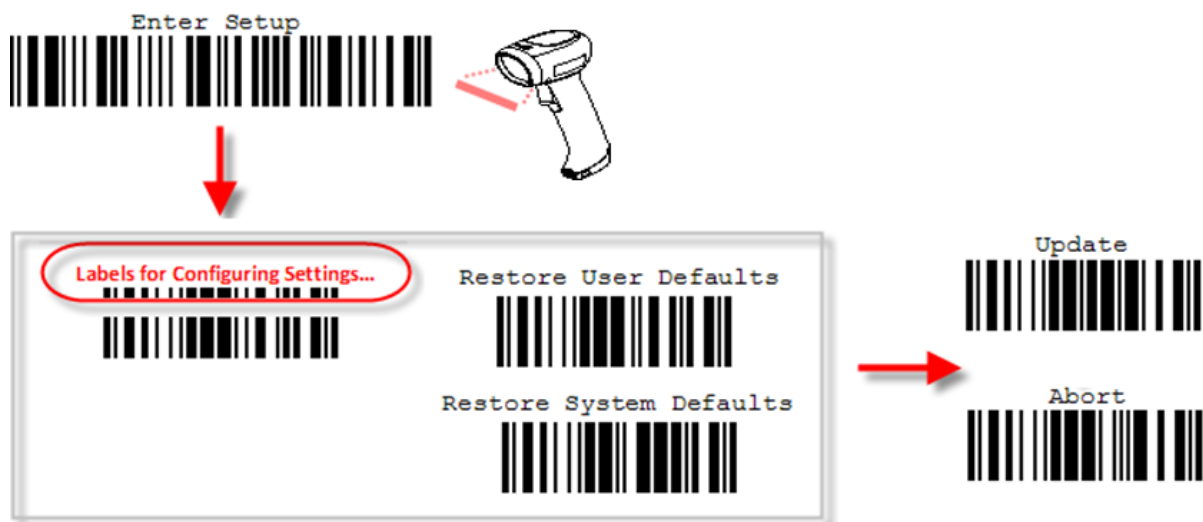 Enter Setup
Labels for Configuring Settings...
Restore User Defaults
Restore System Defaults
Update
Abort